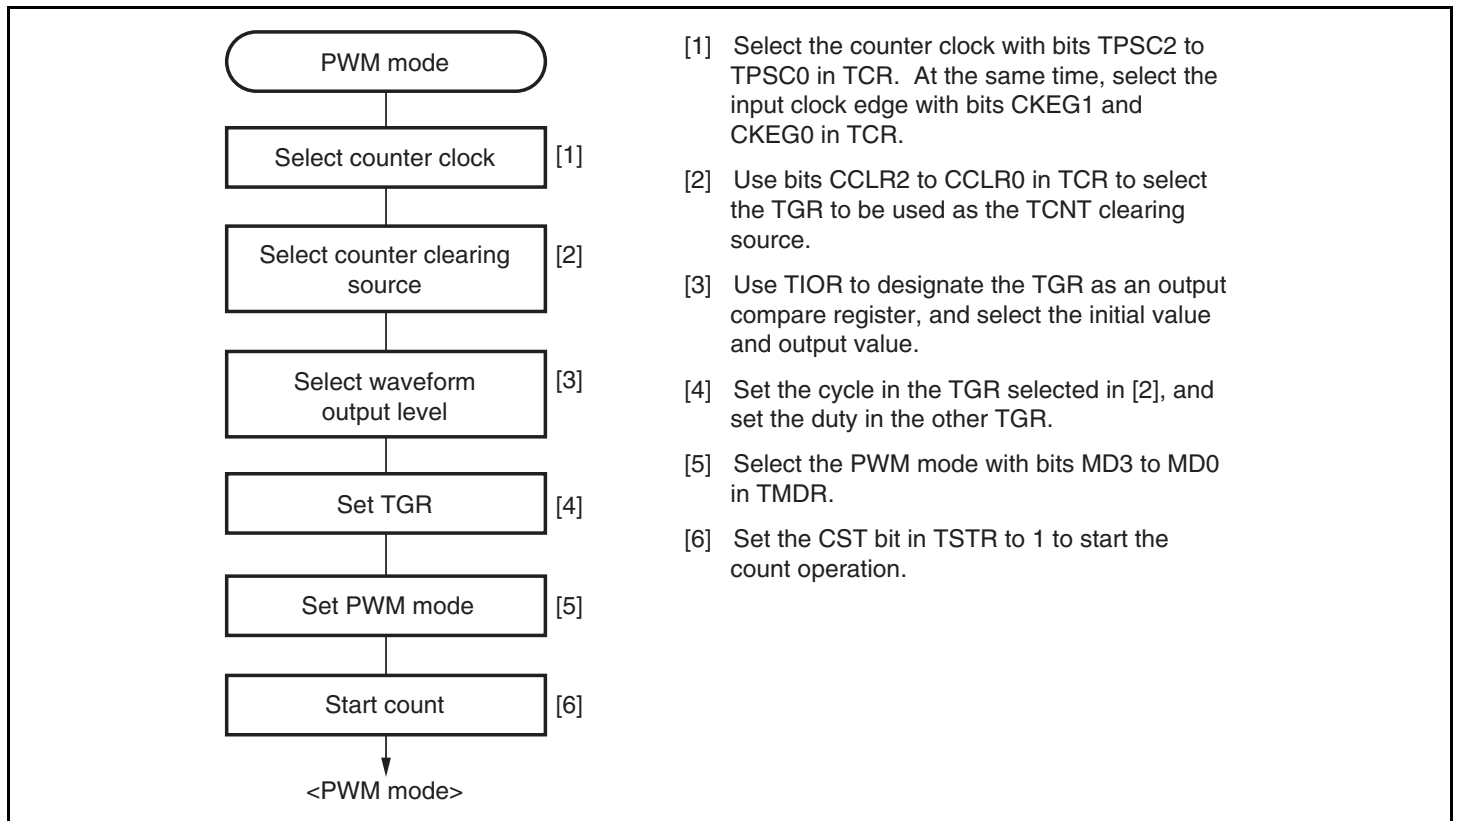 PWM mode
Select counter clock
[1]
Select counter clearing
source
[2]
Select waveform
output level
[3]
Set TGR
[4]
Set PWM mode
[5]
Start count
[6]
<PWM mode>
[1] Select the counter clock with bits TPSC2 to
TPSC0 in TCR. At the same time, select the
input clock edge with bits CKEG1 and
CKEG0 in TCR.
[2] Use bits CCLR2 to CCLR0 in TCR to select
the TGR to be used as the TCNT clearing
source.
[3] Use TIOR to designate the TGR as an output
compare register, and select the initial value
and output value.
[4] Set the cycle in the TGR selected in [2], and
set the duty in the other TGR.
[5] Select the PWM mode with bits MD3 to MD0
in TMDR.
[6] Set the CST bit in TSTR to 1 to start the
count operation.